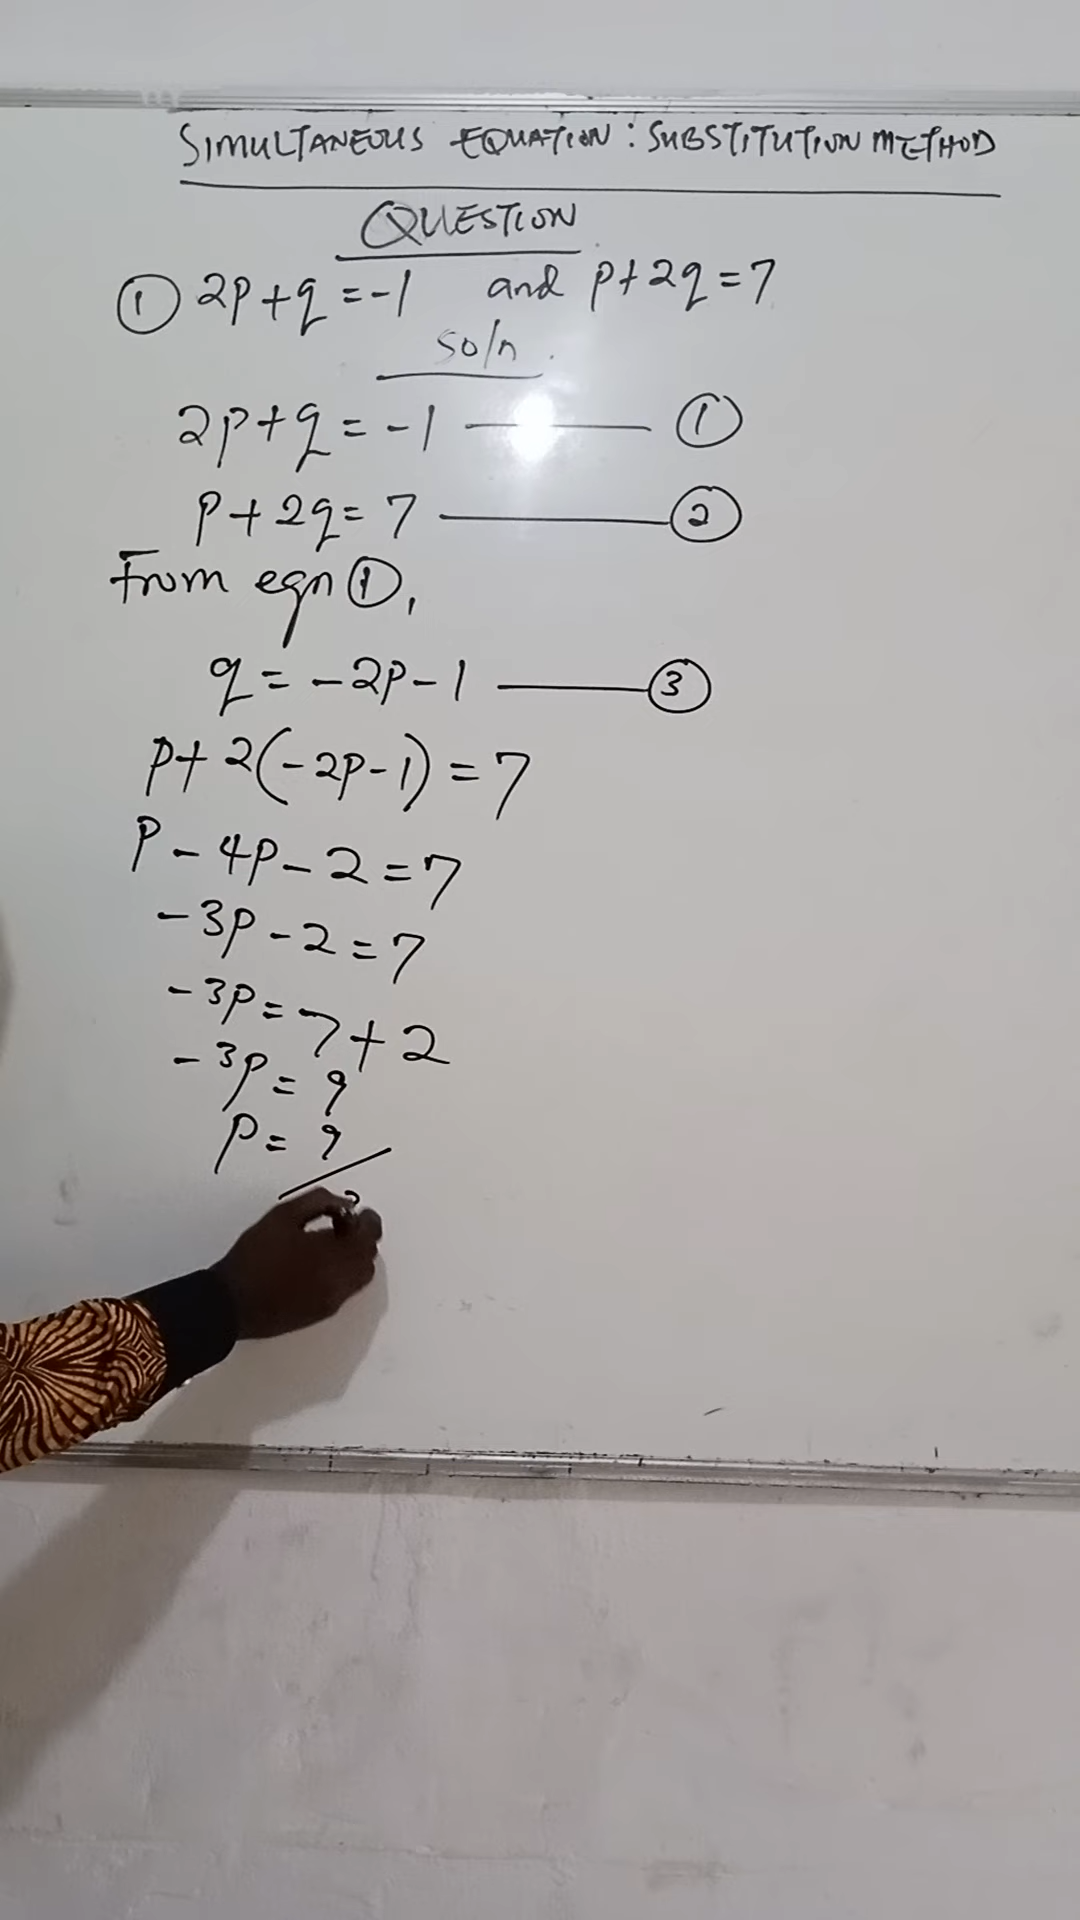 SIMULTANEOUS EQUATION: SUBSTITUTION METHOD
QUESTION
① 2p+q=-1 and p+2q=7
soln.
2p+q=-1 ——— ①
p+2q=7 ——— ②
From eqn ①,
q=-2p-1 ——— ③
p+2(-2p-1)=7
p-4p-2=7
-3p-2=7
-3p=7+2
-3p=9
p=9/